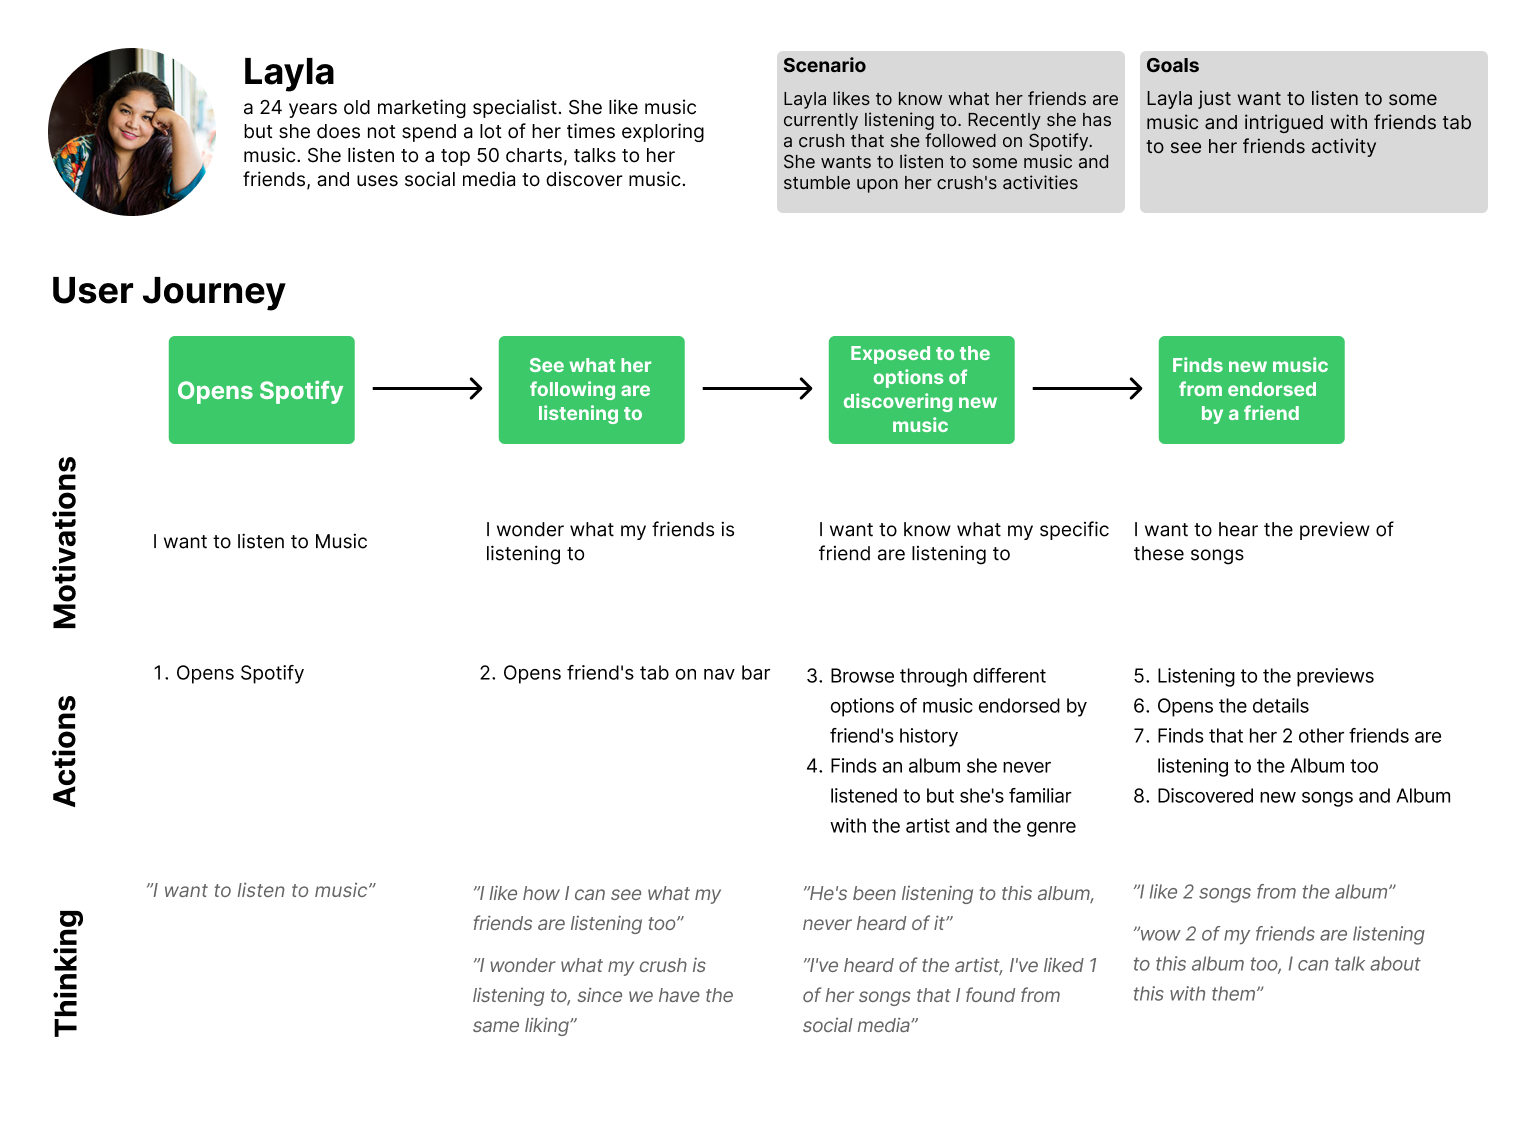 Layla
a 24 years old marketing specialist. She like music
but she does not spend a lot of her times exploring
music. She listen to a top 50 charts, talks to her
friends, and uses social media to discover music.
Scenario
Layla likes to know what her friends are
currently listening to. Recently she has
a crush that she followed on Spotify.
She wants to listen to some music and
stumble upon her crush's activities
Goals
Layla just want to listen to some
music and intrigued with friends tab
to see her friends activity
User Journey
Opens Spotify
See what her
following are
listening to
Exposed to the
options of
discovering new
music
Finds new music
from endorsed
by a friend
Motivations
I want to listen to Music
I wonder what my friends is
listening to
I want to know what my specific
friend are listening to
I want to hear the preview of
these songs
Actions
1. Opens Spotify
2. Opens friend's tab on nav bar
3. Browse through different
options of music endorsed by
friend's history
4. Finds an album she never
listened to but she's familiar
with the artist and the genre
5. Listening to the previews
6. Opens the details
7. Finds that her 2 other friends are
listening to the Album too
8. Discovered new songs and Album
Thinking
”I want to listen to music”
”I like how I can see what my
friends are listening too”
”I wonder what my crush is
listening to, since we have the
same liking”
”He's been listening to this album,
never heard of it”
”I've heard of the artist, I've liked 1
of her songs that I found from
social media”
”I like 2 songs from the album”
”wow 2 of my friends are listening
to this album too, I can talk about
this with them”